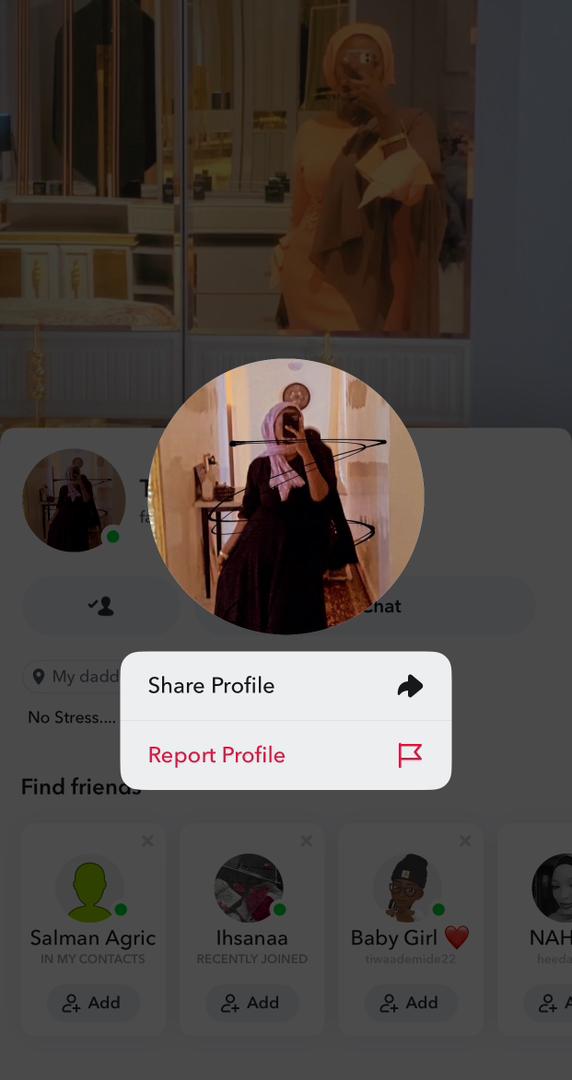 Chat
My dadd
Share Profile
No Stress....
Report Profile
Find friends
Salman Agric
IN MY CONTACTS
Add
Ihsanaa
RECENTLY JOINED
Add
Baby Girl ❤️
tiwaademide22
Add
NAH
heeda